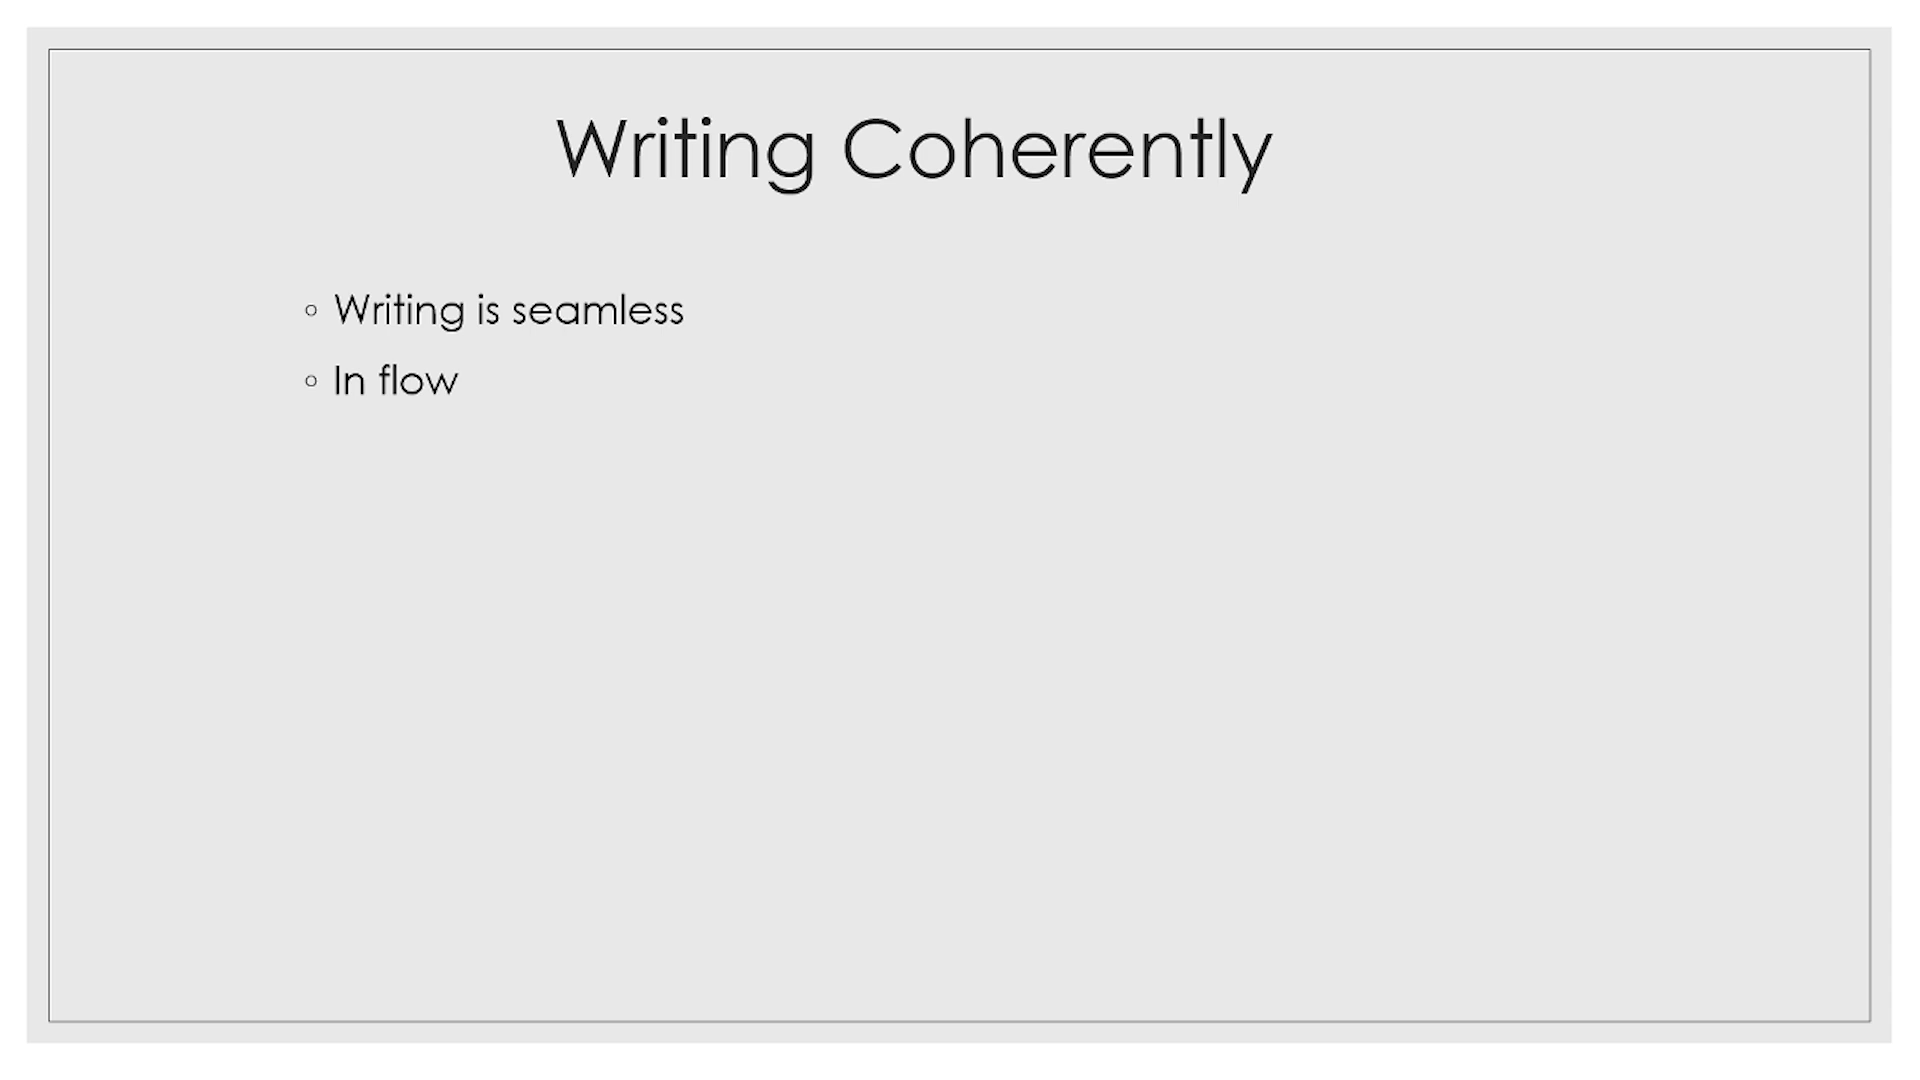 Writing Coherently
◦ Writing is seamless
◦ In flow